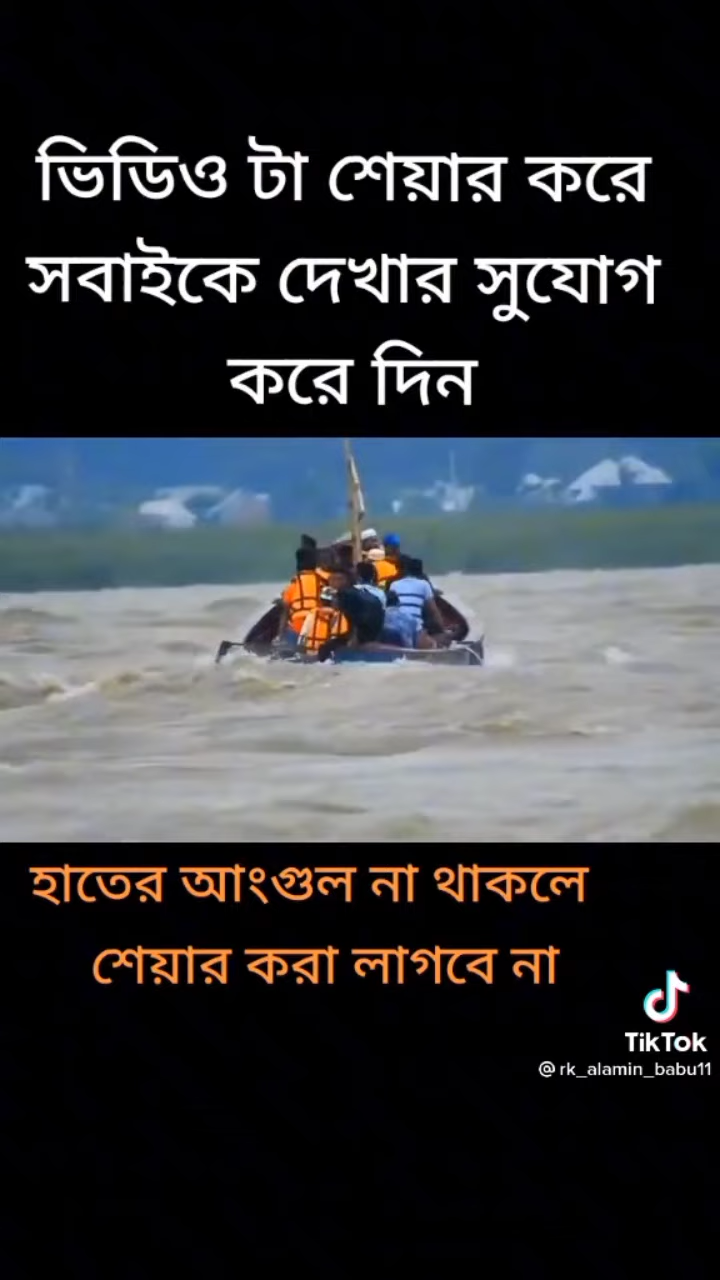 ভিডিও টা শেয়ার করে
সবাইকে দেখার সুযোগ
করে দিন
হাতের আংগুল না থাকলে
শেয়ার করা লাগবে না
TikTok
@rk_alamin_babu11